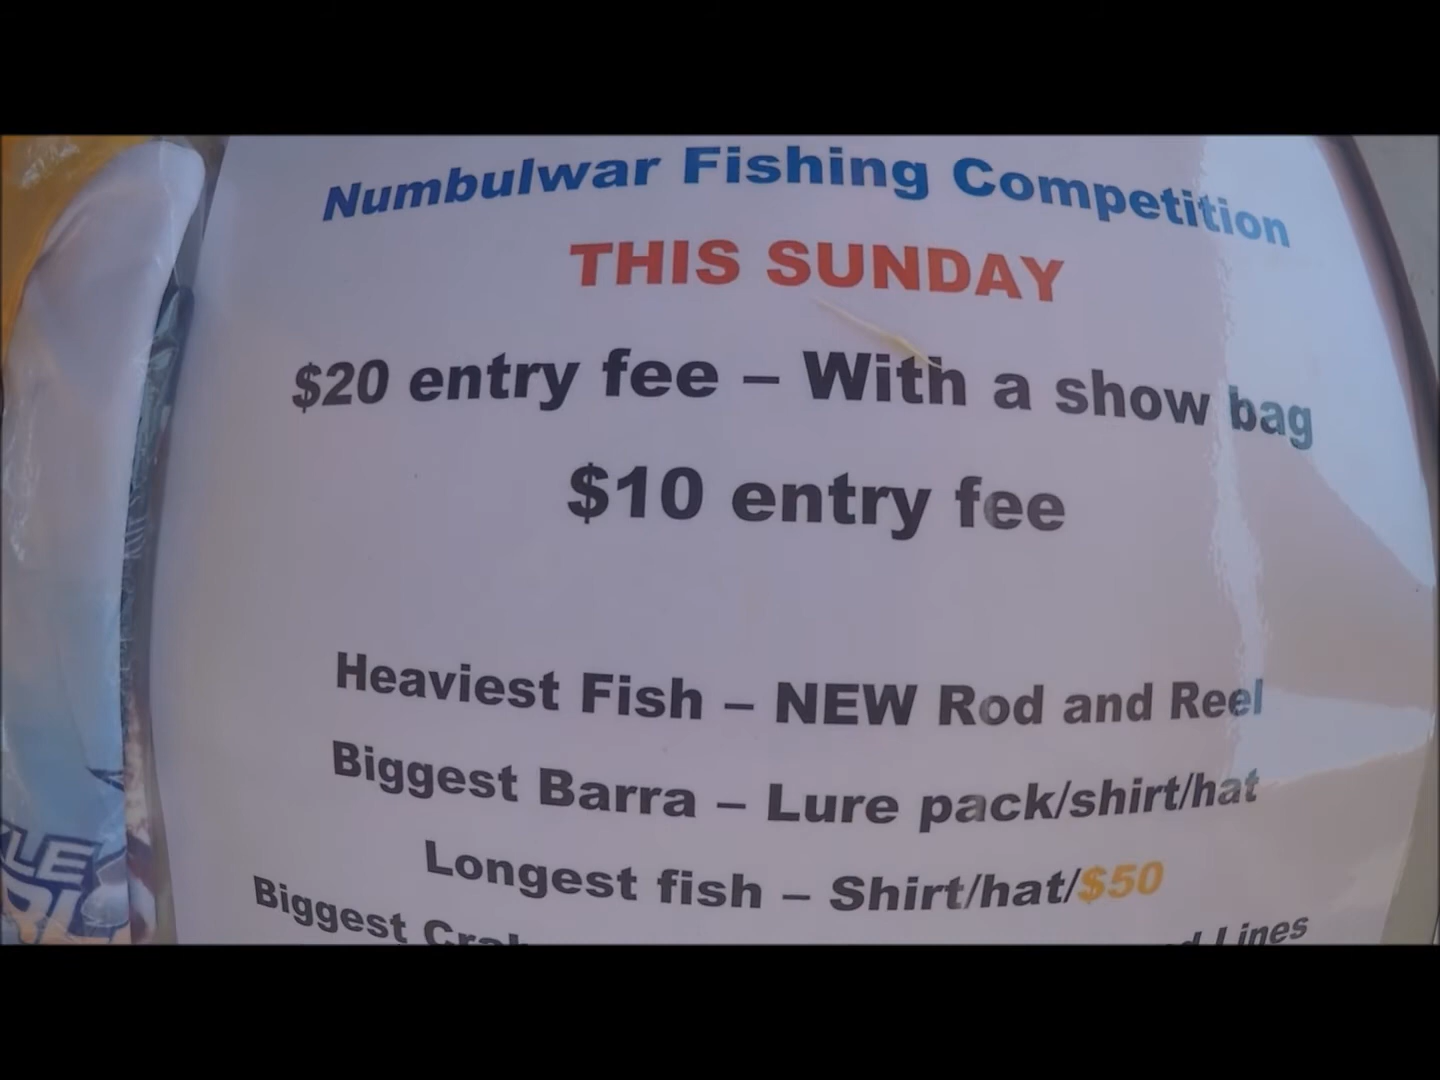 Numbulwar Fishing Competition
THIS SUNDAY
$20 entry fee – With a show bag
$10 entry fee
Heaviest Fish – NEW Rod and Reel
Biggest Barra – Lure pack/shirt/hat
Longest fish – Shirt/hat/$50
Biggest Lines